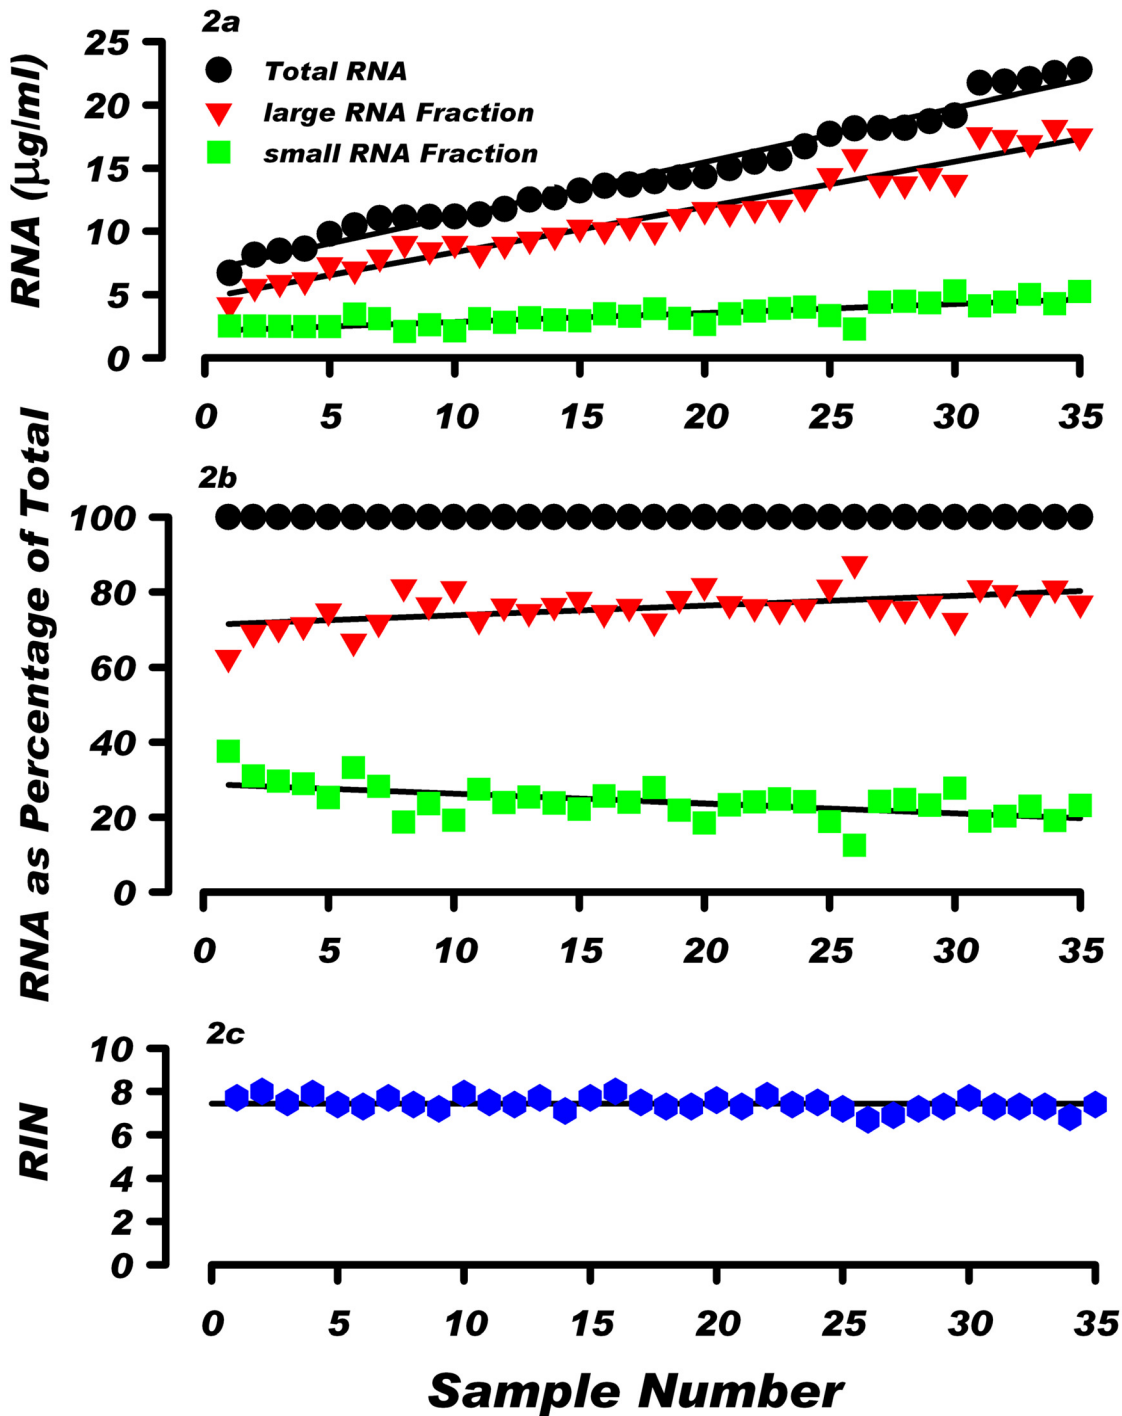 2a
RNA (µg/ml)
25
20
15
10
5
0
Total RNA
large RNA Fraction
small RNA Fraction
0 5 10 15 20 25 30 35
2b
RNA as Percentage of Total
100
80
60
40
20
0
0 5 10 15 20 25 30 35
2c
RIN
10
8
6
4
2
0
0 5 10 15 20 25 30 35
Sample Number